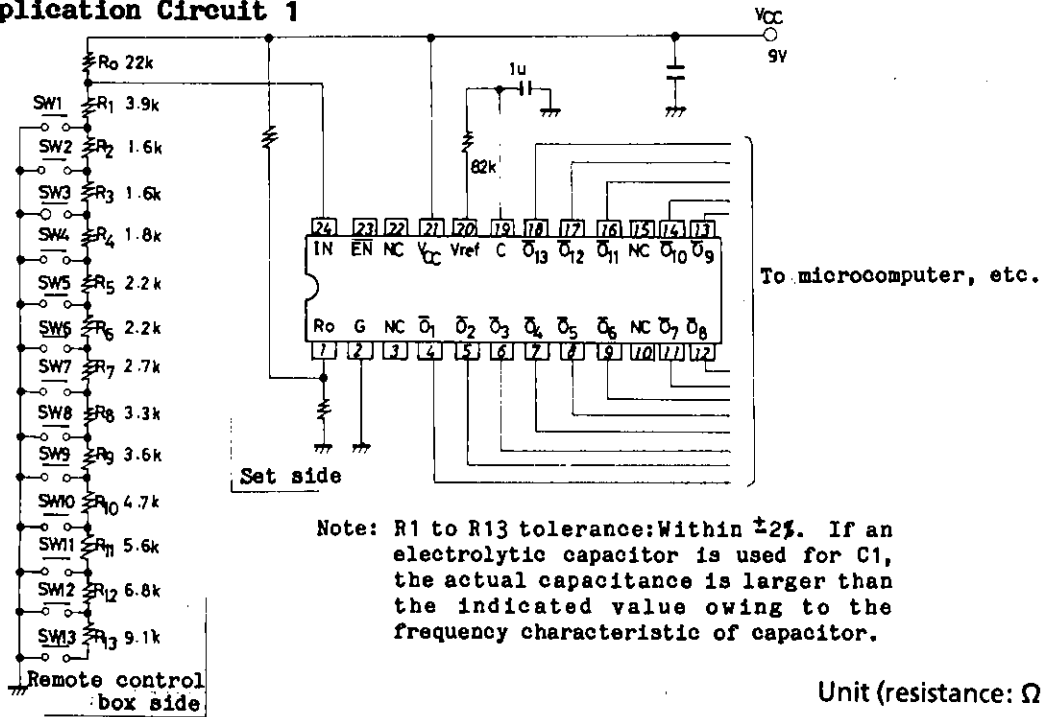 plication Circuit 1
VCC
9V
Ro 22k
1u
SW1 R1 3.9k
SW2 R2 1.6k
82k
SW3 R3 1.6k
SW4 R4 1.8k
24 23 22 21 20 19 18 17 16 15 14 13
IN EN NC VCC Vref C O13 O12 O11 NC O10 O9
To microcomputer, etc.
SW5 R5 2.2k
SW6 R6 2.2k
Ro G NC O1 O2 O3 O4 O5 O6 NC O7 O8
1 2 3 4 5 6 7 8 9 10 11 12
SW7 R7 2.7k
SW8 R8 3.3k
SW9 R9 3.6k
Set side
SW10 R10 4.7k
SW11 R11 5.6k
SW12 R12 6.8k
SW13 R13 9.1k
Remote control
box side
Note: R1 to R13 tolerance:Within ±2%. If an
electrolytic capacitor is used for C1,
the actual capacitance is larger than
the indicated value owing to the
frequency characteristic of capacitor.
Unit (resistance: Ω